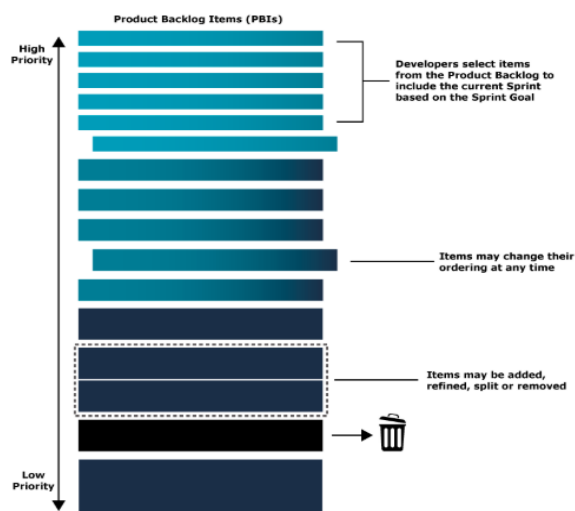 Product Backlog Items (PBIs)
High
Priority
Developers select items
from the Product Backlog to
include the current Sprint
based on the Sprint Goal
Items may change their
ordering at any time
Items may be added,
refined, split or removed
Low
Priority